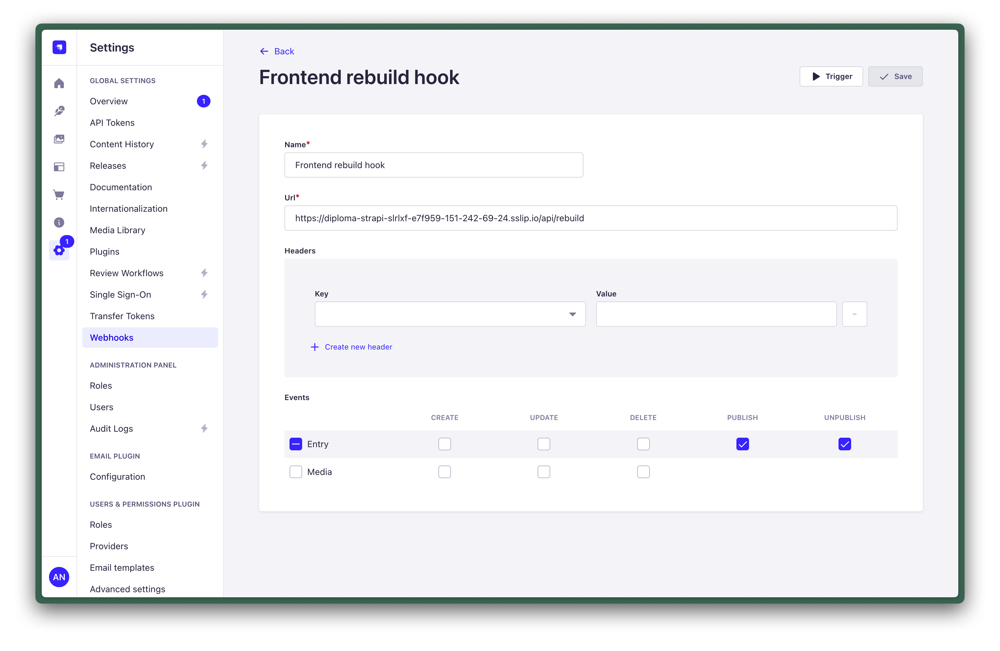 Settings
GLOBAL SETTINGS
Overview 1
API Tokens
Content History
Releases
Documentation
Internationalization
Media Library
Plugins
Review Workflows
Single Sign-On
Transfer Tokens
Webhooks
ADMINISTRATION PANEL
Roles
Users
Audit Logs
EMAIL PLUGIN
Configuration
USERS & PERMISSIONS PLUGIN
Roles
Providers
Email templates
Advanced settings
1
AN
Back
Frontend rebuild hook
Trigger
Save
Name*
Frontend rebuild hook
Url*
https://diploma-strapi-slrlxf-e7f959-151-242-69-24.sslip.io/api/rebuild
Headers
Key Value
Create new header
Events
CREATE UPDATE DELETE PUBLISH UNPUBLISH
Entry
Media